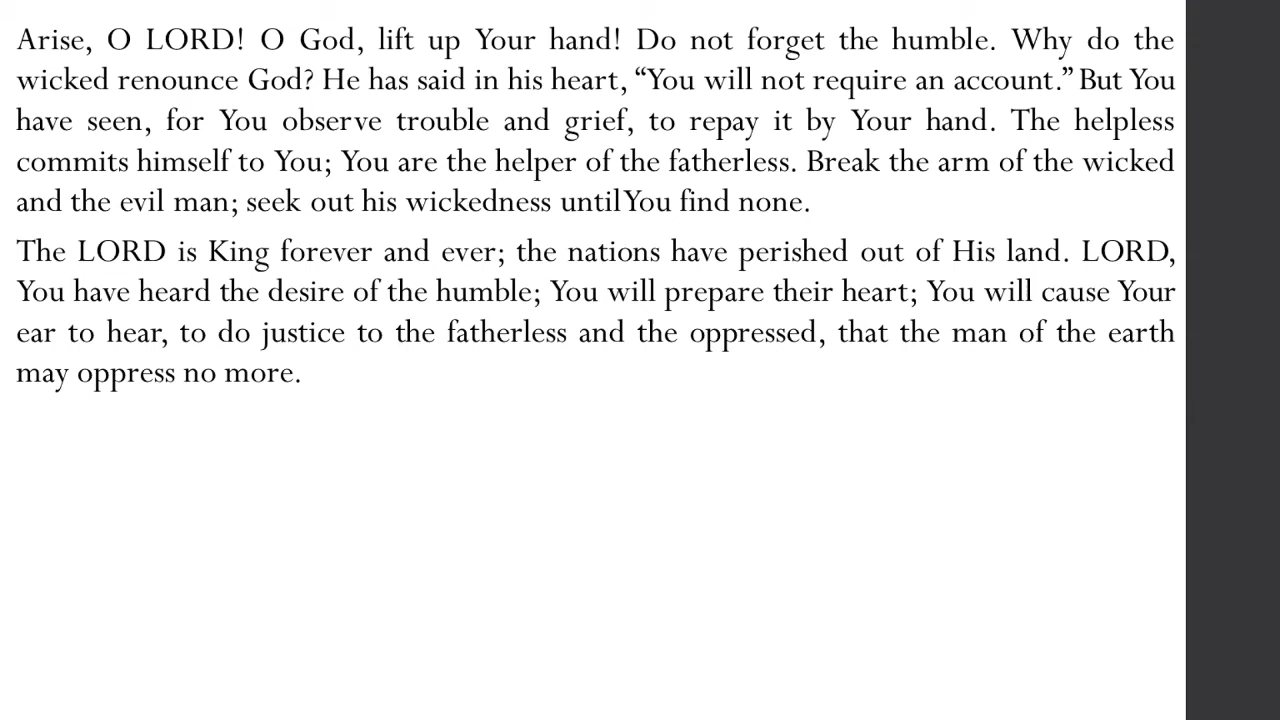 Arise, O LORD! O God, lift up Your hand! Do not forget the humble. Why do the
wicked renounce God? He has said in his heart, “You will not require an account.” But You
have seen, for You observe trouble and grief, to repay it by Your hand. The helpless
commits himself to You; You are the helper of the fatherless. Break the arm of the wicked
and the evil man; seek out his wickedness until You find none.
The LORD is King forever and ever; the nations have perished out of His land. LORD,
You have heard the desire of the humble; You will prepare their heart; You will cause Your
ear to hear, to do justice to the fatherless and the oppressed, that the man of the earth
may oppress no more.